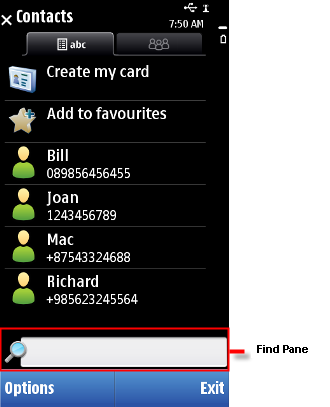 Contacts
7:50 AM
abc
Create my card
Add to favourites
Bill
089856456455
Joan
1243456789
Mac
+87543324688
Richard
+985623245564
Find Pane
Options Exit